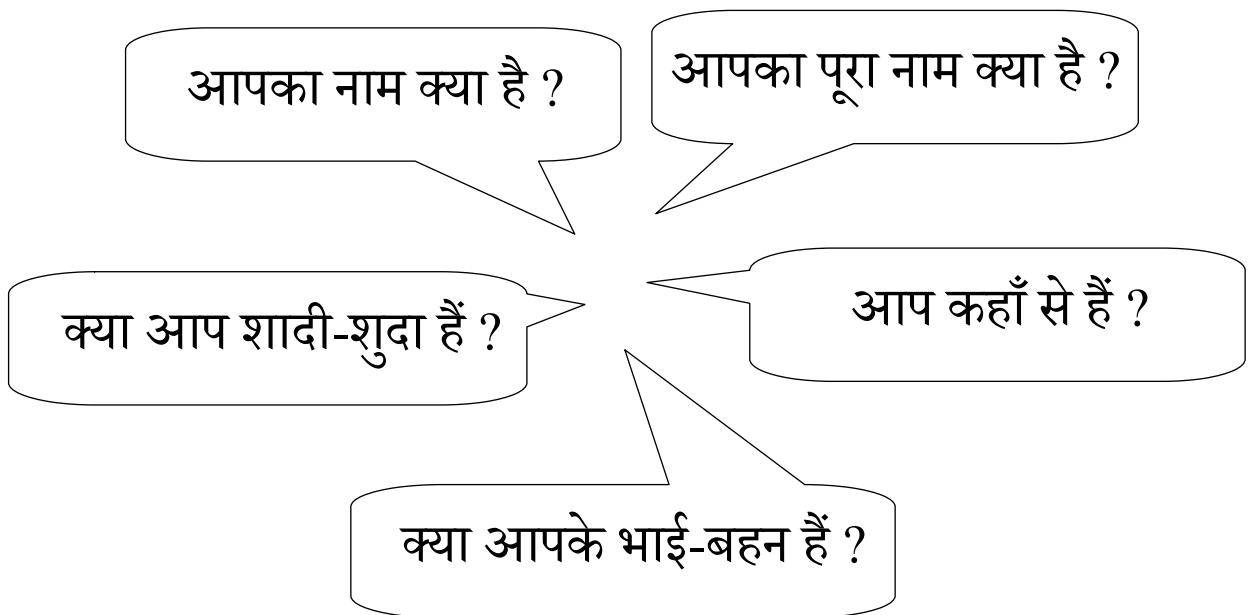 आपका नाम क्या है ?
आपका पूरा नाम क्या है ?
क्या आप शादी-शुदा हैं ?
आप कहाँ से हैं ?
क्या आपके भाई-बहन हैं ?